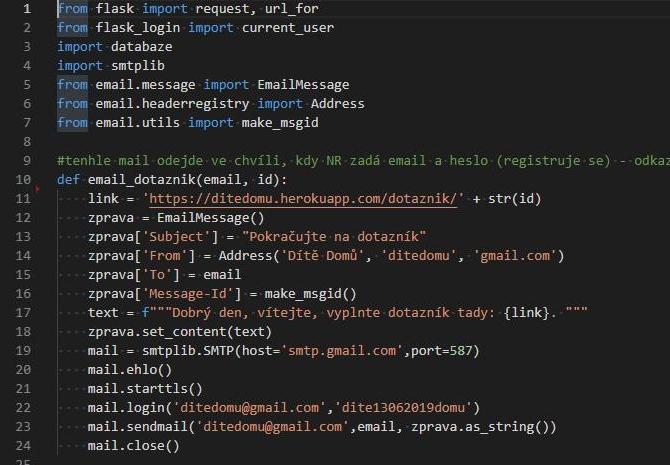 1 from flask import request, url_for
2 from flask_login import current_user
3 import databaze
4 import smtplib
5 from email.message import EmailMessage
6 from email.headerregistry import Address
7 from email.utils import make_msgid
8
9 #tenhle mail odejde ve chvíli, kdy NR zadá email a heslo (registruje se) -- odkaz
10 def email_dotaznik(email, id):
11 link = 'https://ditedomu.herokuapp.com/dotaznik/' + str(id)
12 zprava = EmailMessage()
13 zprava['Subject'] = "Pokračujte na dotazník"
14 zprava['From'] = Address('Dítě Domů', 'ditedomu', 'gmail.com')
15 zprava['To'] = email
16 zprava['Message-Id'] = make_msgid()
17 text = f"""Dobrý den, vítejte, vyplnte dotazník tady: {link}. """
18 zprava.set_content(text)
19 mail = smtplib.SMTP(host='smtp.gmail.com',port=587)
20 mail.ehlo()
21 mail.starttls()
22 mail.login('ditedomu@gmail.com','dite13062019domu')
23 mail.sendmail('ditedomu@gmail.com',email, zprava.as_string())
24 mail.close()
25